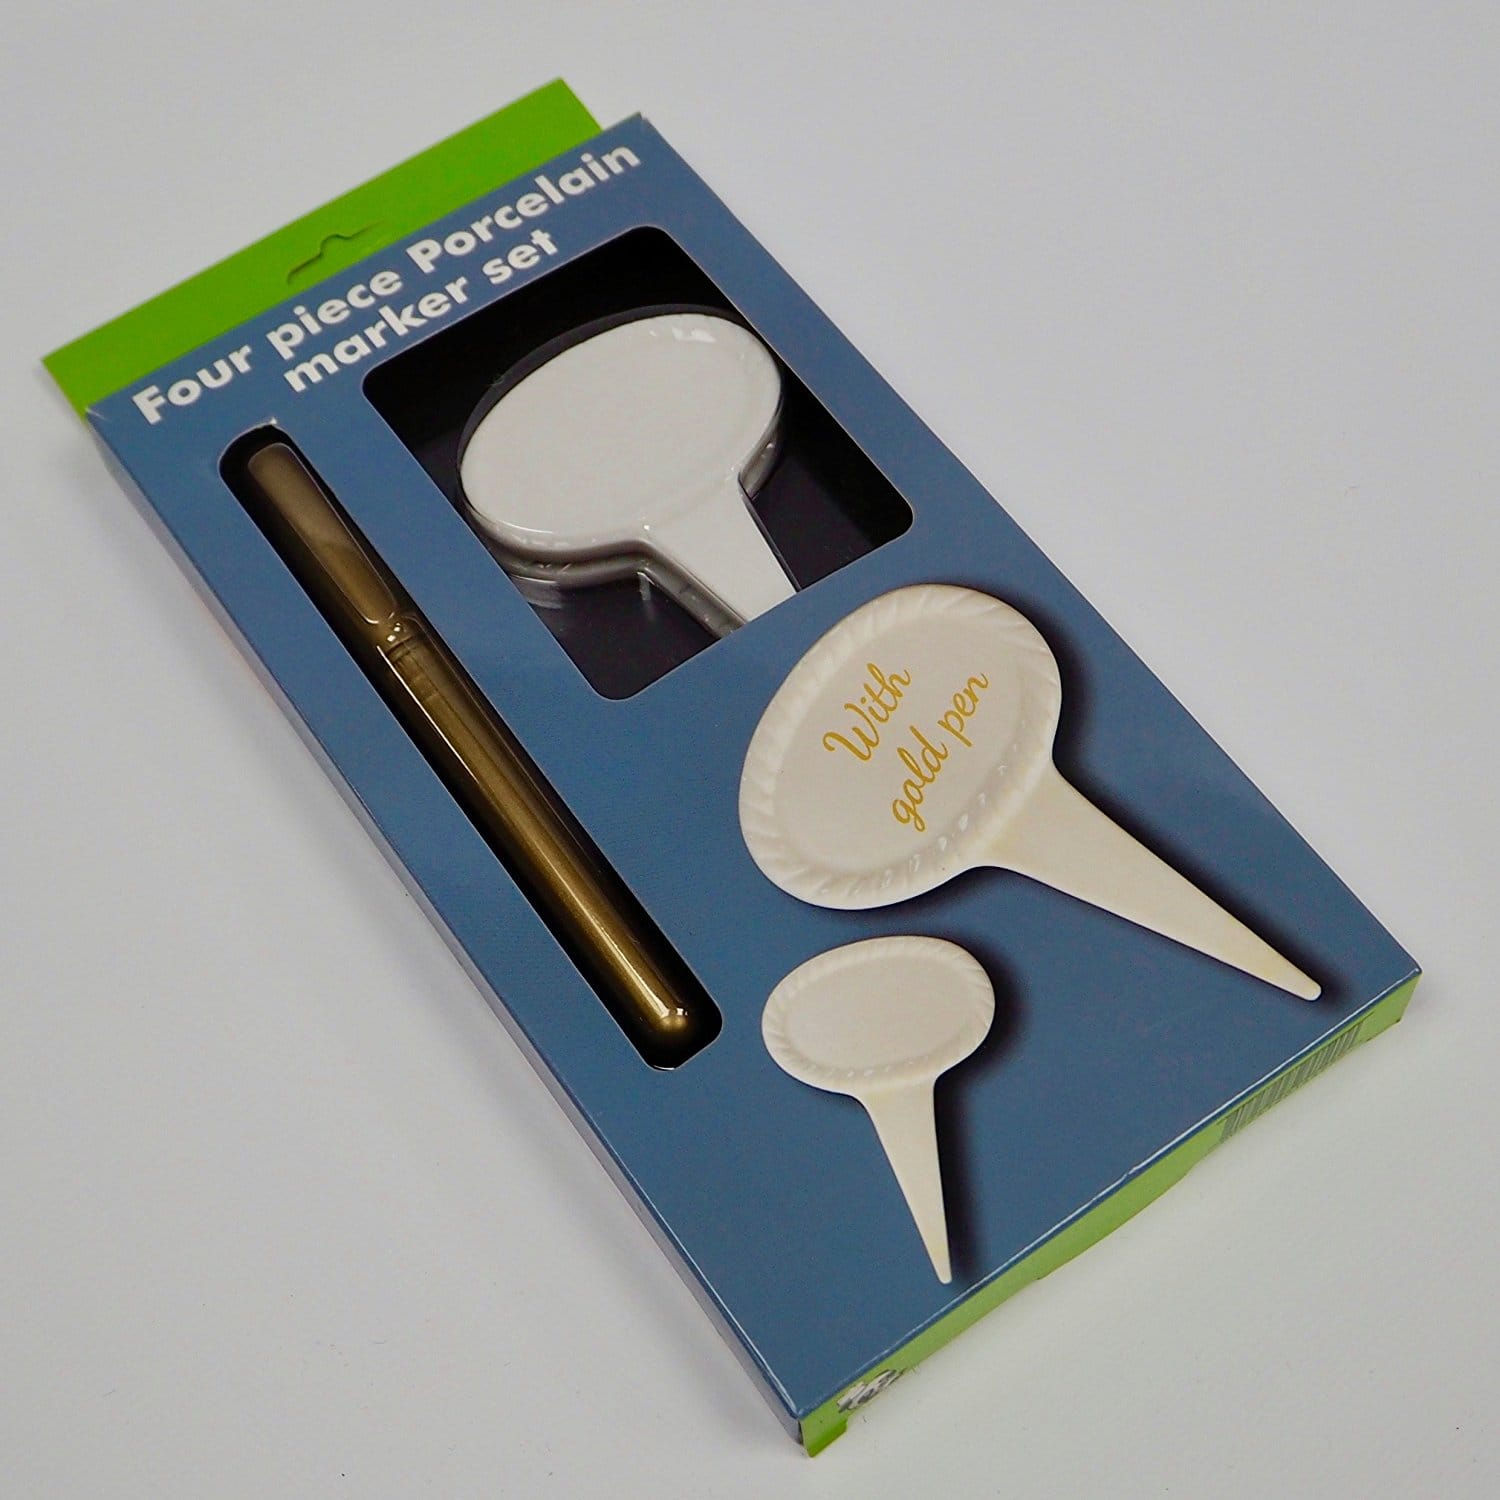 Four piece Porcelain
marker set
With
gold pen